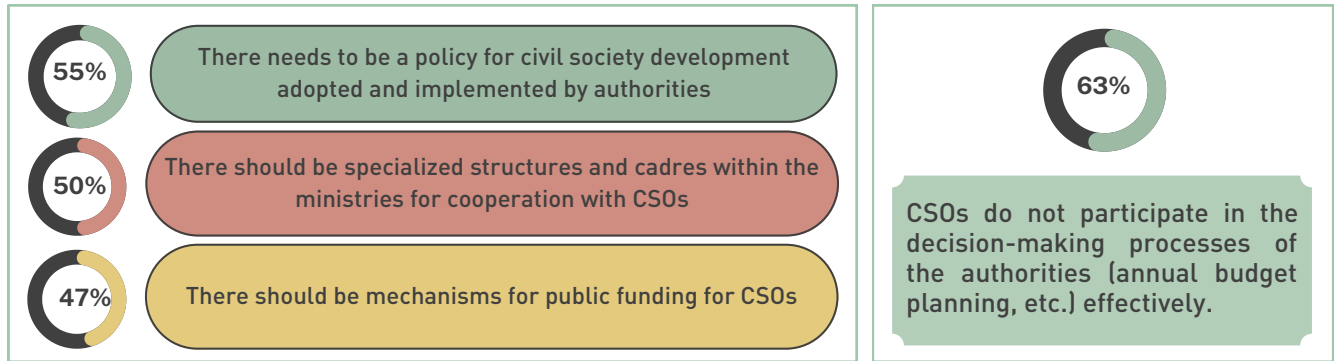 55%
There needs to be a policy for civil society development
adopted and implemented by authorities
50%
There should be specialized structures and cadres within the
ministries for cooperation with CSOs
47%
There should be mechanisms for public funding for CSOs
63%
CSOs do not participate in the
decision-making processes of
the authorities (annual budget
planning, etc.) effectively.